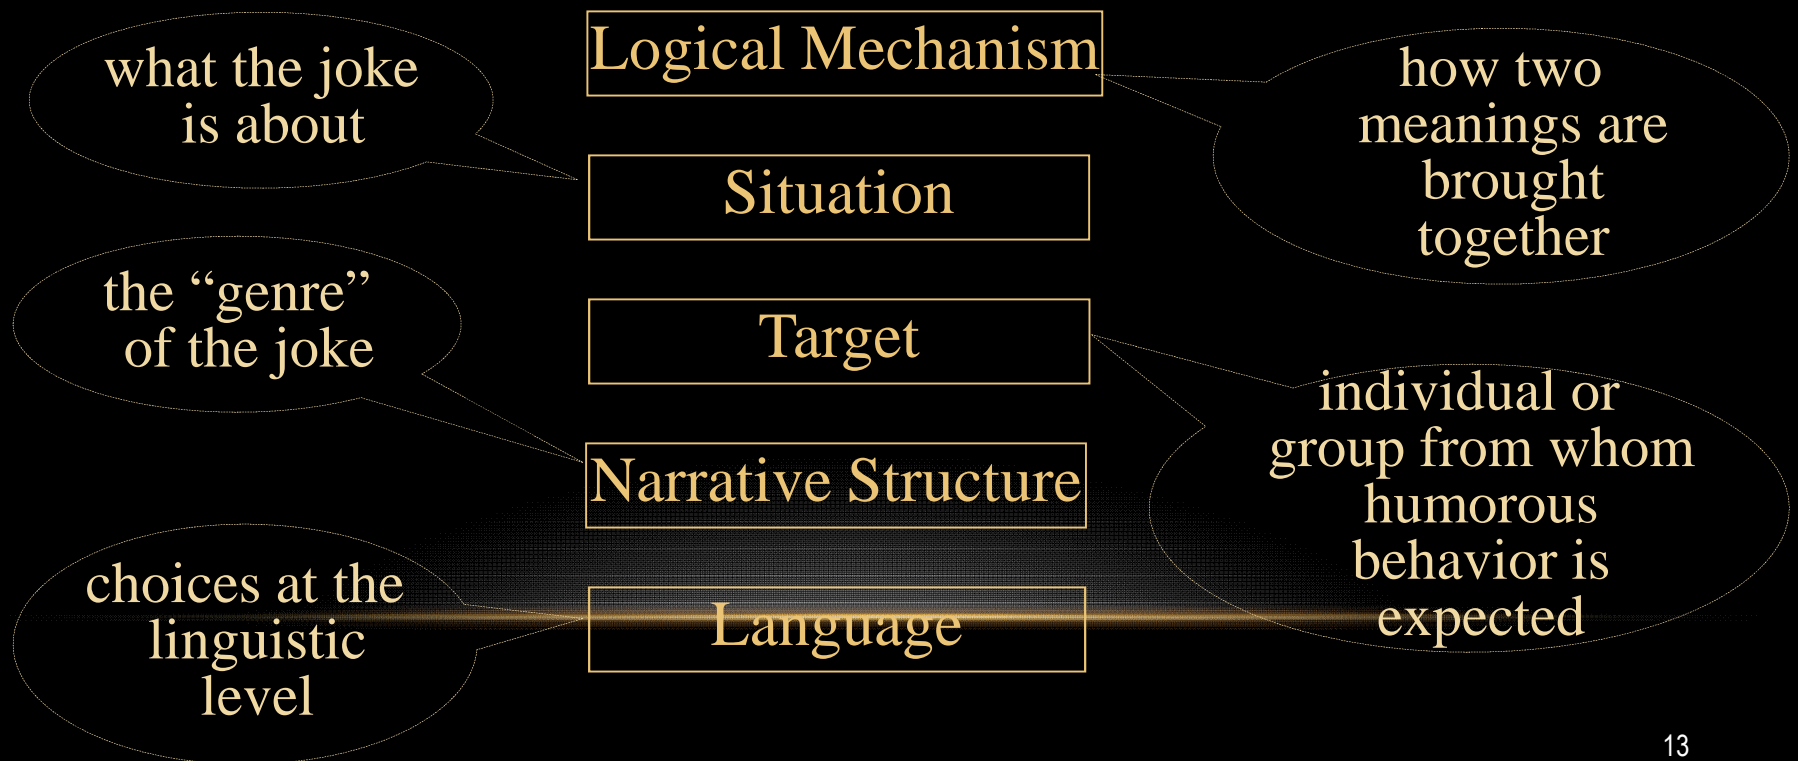 Logical Mechanism
what the joke
is about
how two
meanings are
brought
together
Situation
the “genre”
of the joke
Target
individual or
group from whom
humorous
behavior is
expected
Narrative Structure
choices at the
linguistic
level
Language
13